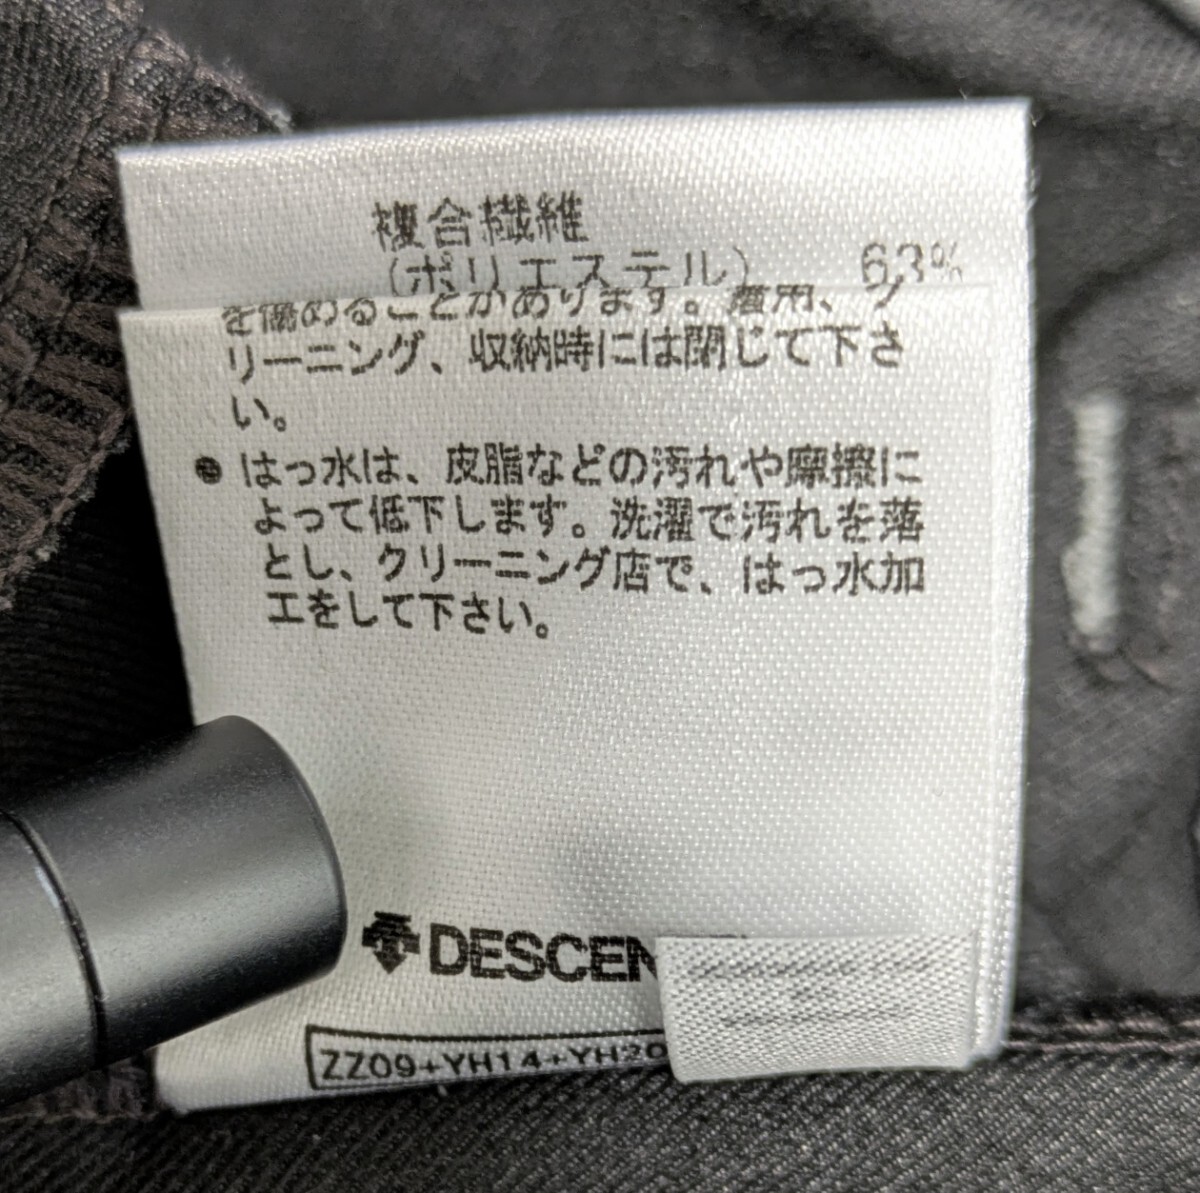 複合繊維
(ポリエステル) 63%
を傷めることがあります。着用、ク
リーニング、収納時には閉じて下さ
い。
● はっ水は、皮脂などの汚れや摩擦に
よって低下します。洗濯で汚れを落
とし、クリーニング店で、はっ水加
工をして下さい。
DESCEN
ZZ09+YH14+YH20